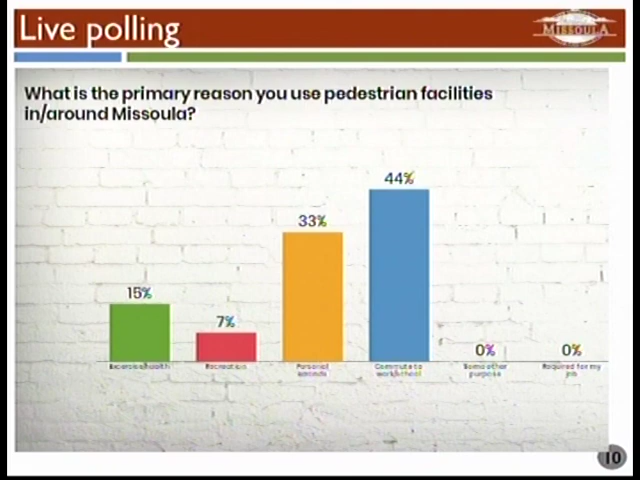 Live polling
MISSOULA
What is the primary reason you use pedestrian facilities
in/around Missoula?
44%
33%
15%
7%
0%
0%
Exercise/health
Recreation
Personal
errands
Commute to
work/school
Some other
purpose
Required for my
job
10